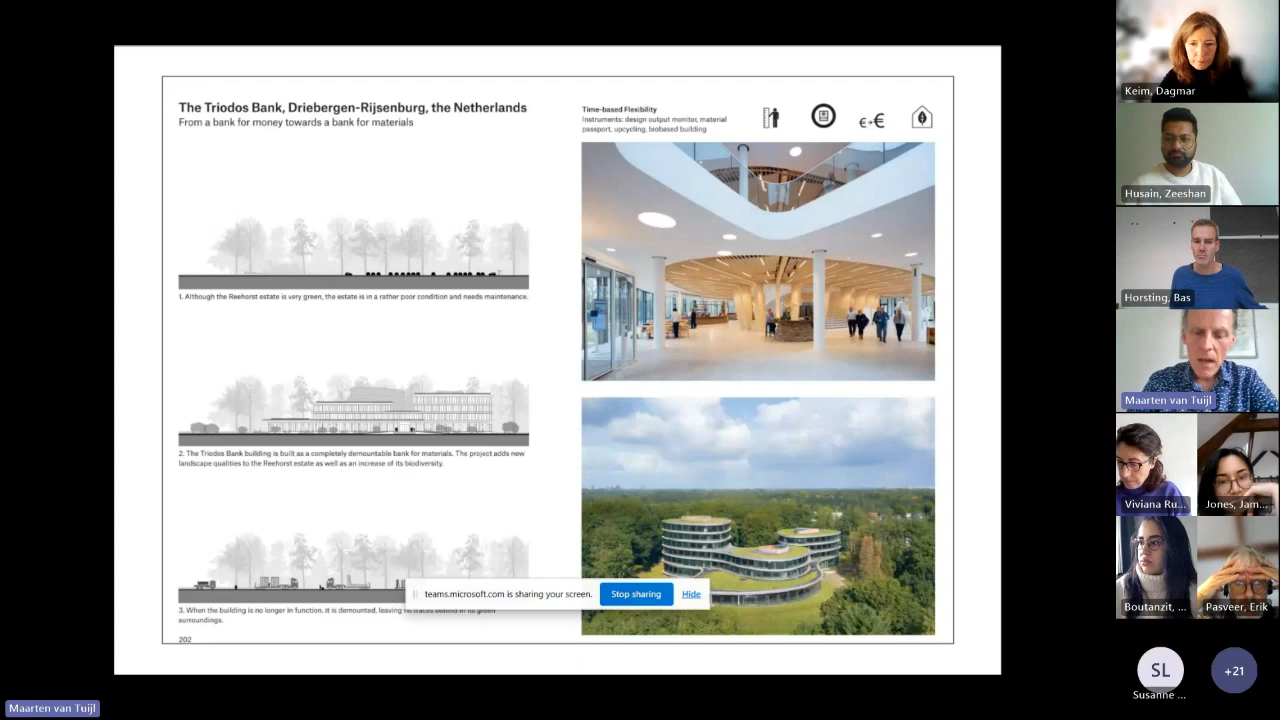 The Triodos Bank, Driebergen-Rijsenburg, the Netherlands
From a bank for money towards a bank for materials
1. Although the Reehorst estate is very green, the estate is in a rather poor condition and needs maintenance.
2. The Triodos Bank building is built as a completely demountable bank for materials. The project adds new
landscape qualities to the Reehorst estate as well as an increase of its biodiversity.
3. When the building is no longer in function, it is demounted, leaving no traces behind in its green
surroundings.
202
Time-based Flexibility
Instruments: design output monitor, material
passport, upcycling, biobased building
€→€
teams.microsoft.com is sharing your screen.
Stop sharing
Hide
Keim, Dagmar
Husain, Zeeshan
Horsting, Bas
Maarten van Tuijl
Viviana Ru...
Jones, Jam...
Boutanzit, ...
Pasveer, Erik
SL
Susanne ...
+21
Maarten van Tuijl